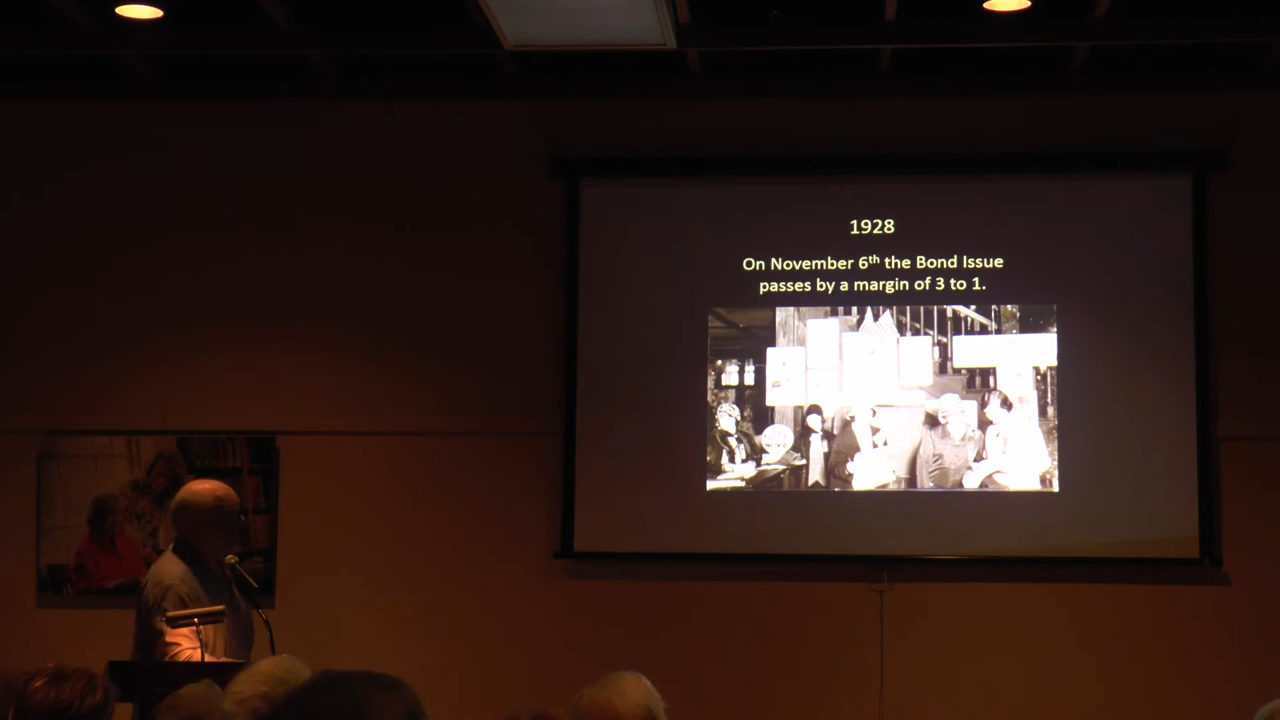 1928
On November 6th the Bond Issue
passes by a margin of 3 to 1.